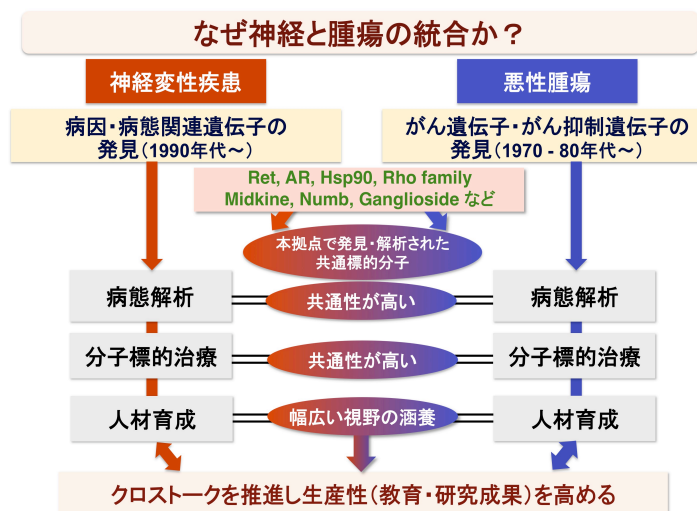 なぜ神経と腫瘍の統合か？
神経変性疾患
悪性腫瘍
病因・病態関連遺伝子の
発見（1990年代～）
がん遺伝子・がん抑制遺伝子の
発見（1970 - 80年代～）
Ret, AR, Hsp90, Rho family
Midkine, Numb, Ganglioside など
本拠点で発見・解析された
共通標的分子
病態解析
共通性が高い
病態解析
分子標的治療
共通性が高い
分子標的治療
人材育成
幅広い視野の涵養
人材育成
クロストークを推進し生産性（教育・研究成果）を高める